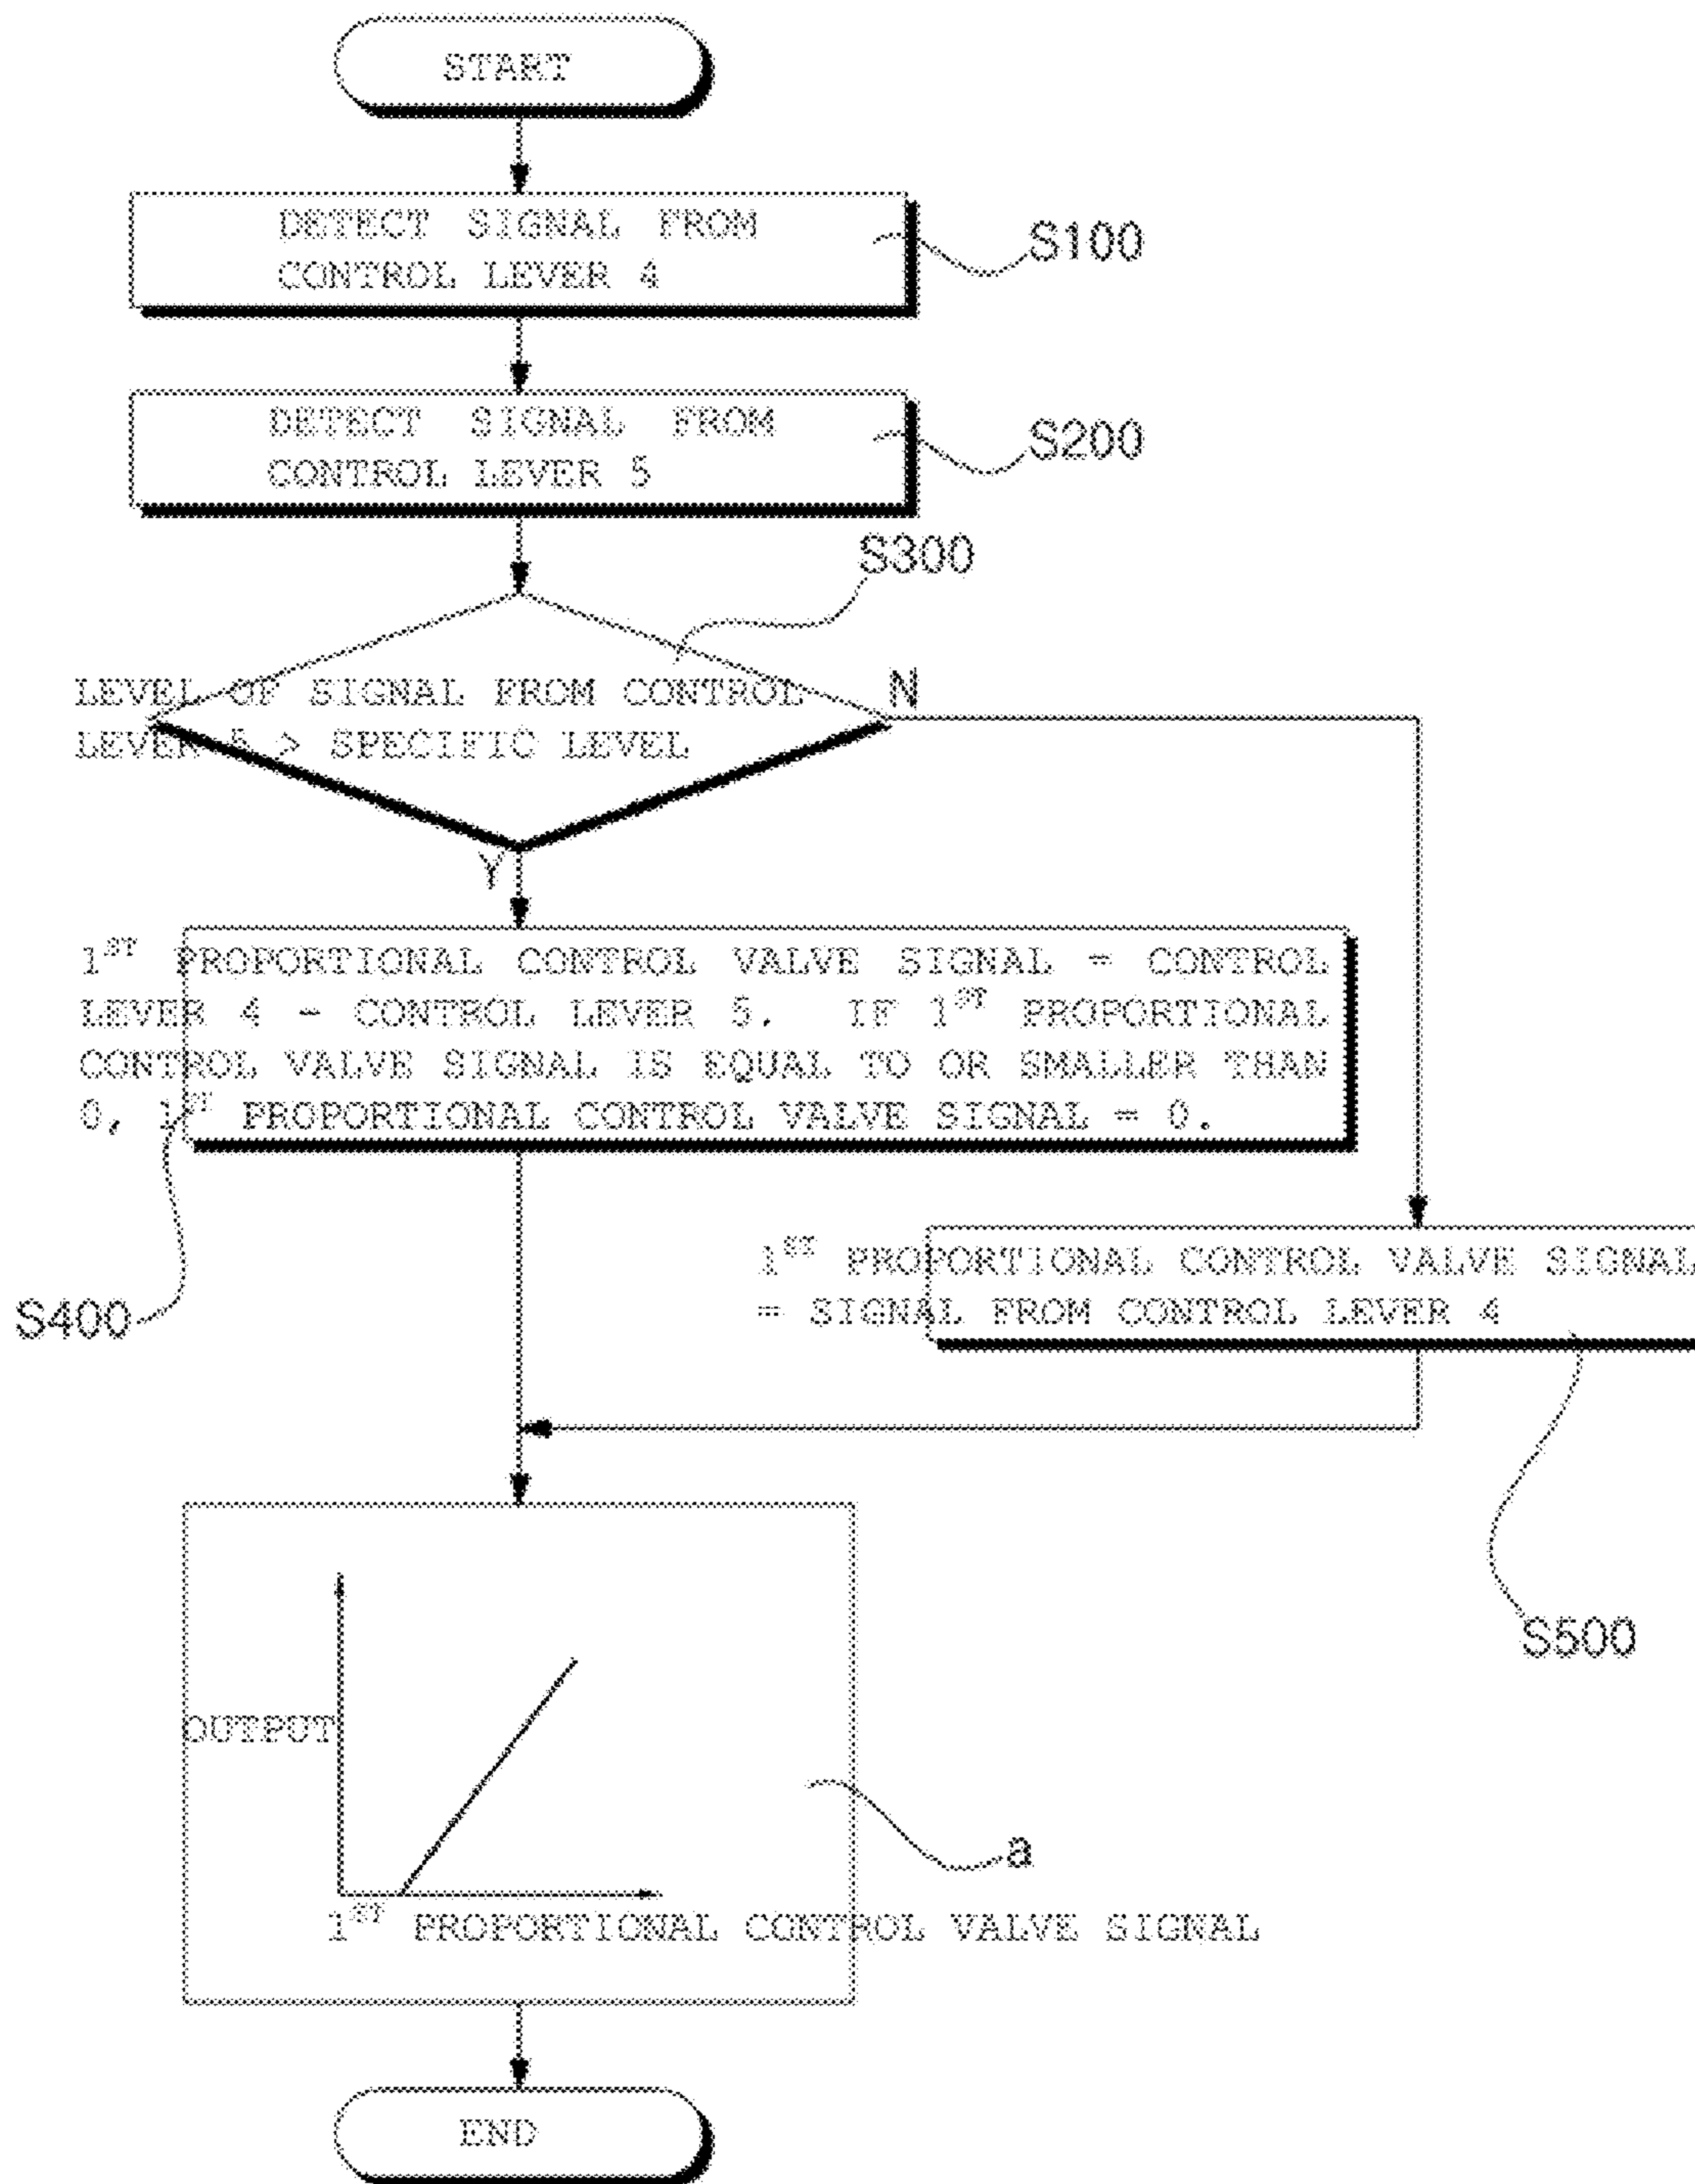 START
DETECT SIGNAL FROM
CONTROL LEVER 4
S100
DETECT SIGNAL FROM
CONTROL LEVER 5
S200
S300
LEVEL OF SIGNAL FROM CONTROL
LEVER 5 > SPECIFIC LEVEL
N
Y
1ST PROPORTIONAL CONTROL VALVE SIGNAL = CONTROL
LEVER 4 - CONTROL LEVER 5. IF 1ST PROPORTIONAL
CONTROL VALVE SIGNAL IS EQUAL TO OR SMALLER THAN
0, 1ST PROPORTIONAL CONTROL VALVE SIGNAL = 0.
S400
1ST PROPORTIONAL CONTROL VALVE SIGNAL
= SIGNAL FROM CONTROL LEVER 4
S500
OUTPUT
a
1ST PROPORTIONAL CONTROL VALVE SIGNAL
END